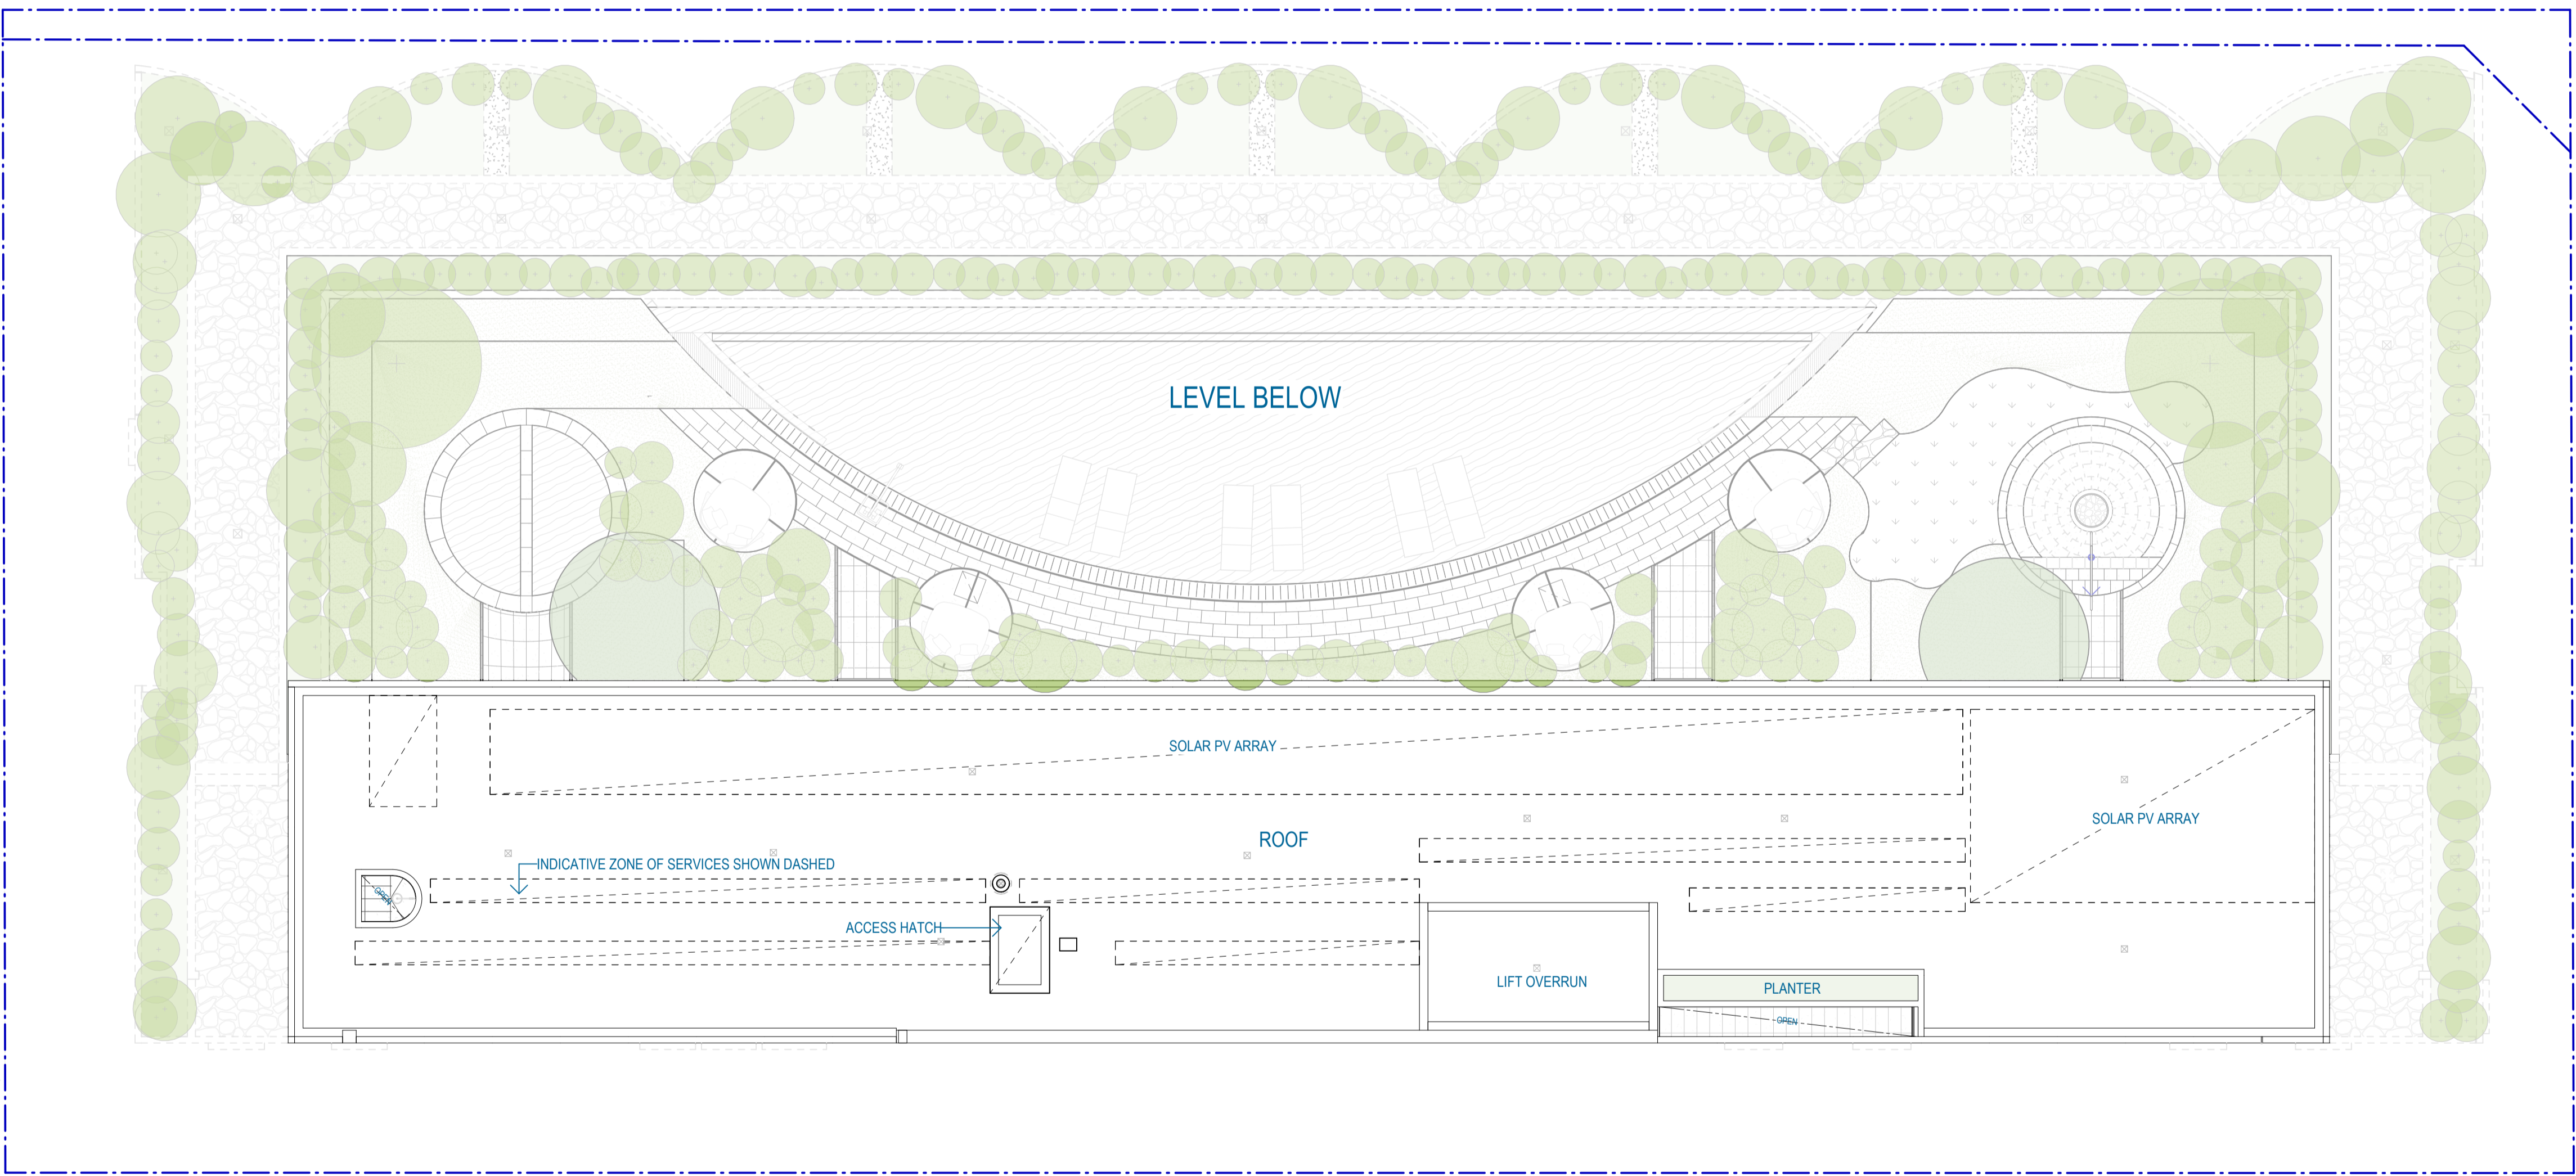 LEVEL BELOW
SOLAR PV ARRAY
SOLAR PV ARRAY
ROOF
INDICATIVE ZONE OF SERVICES SHOWN DASHED
OPEN
ACCESS HATCH
LIFT OVERRUN
PLANTER
OPEN